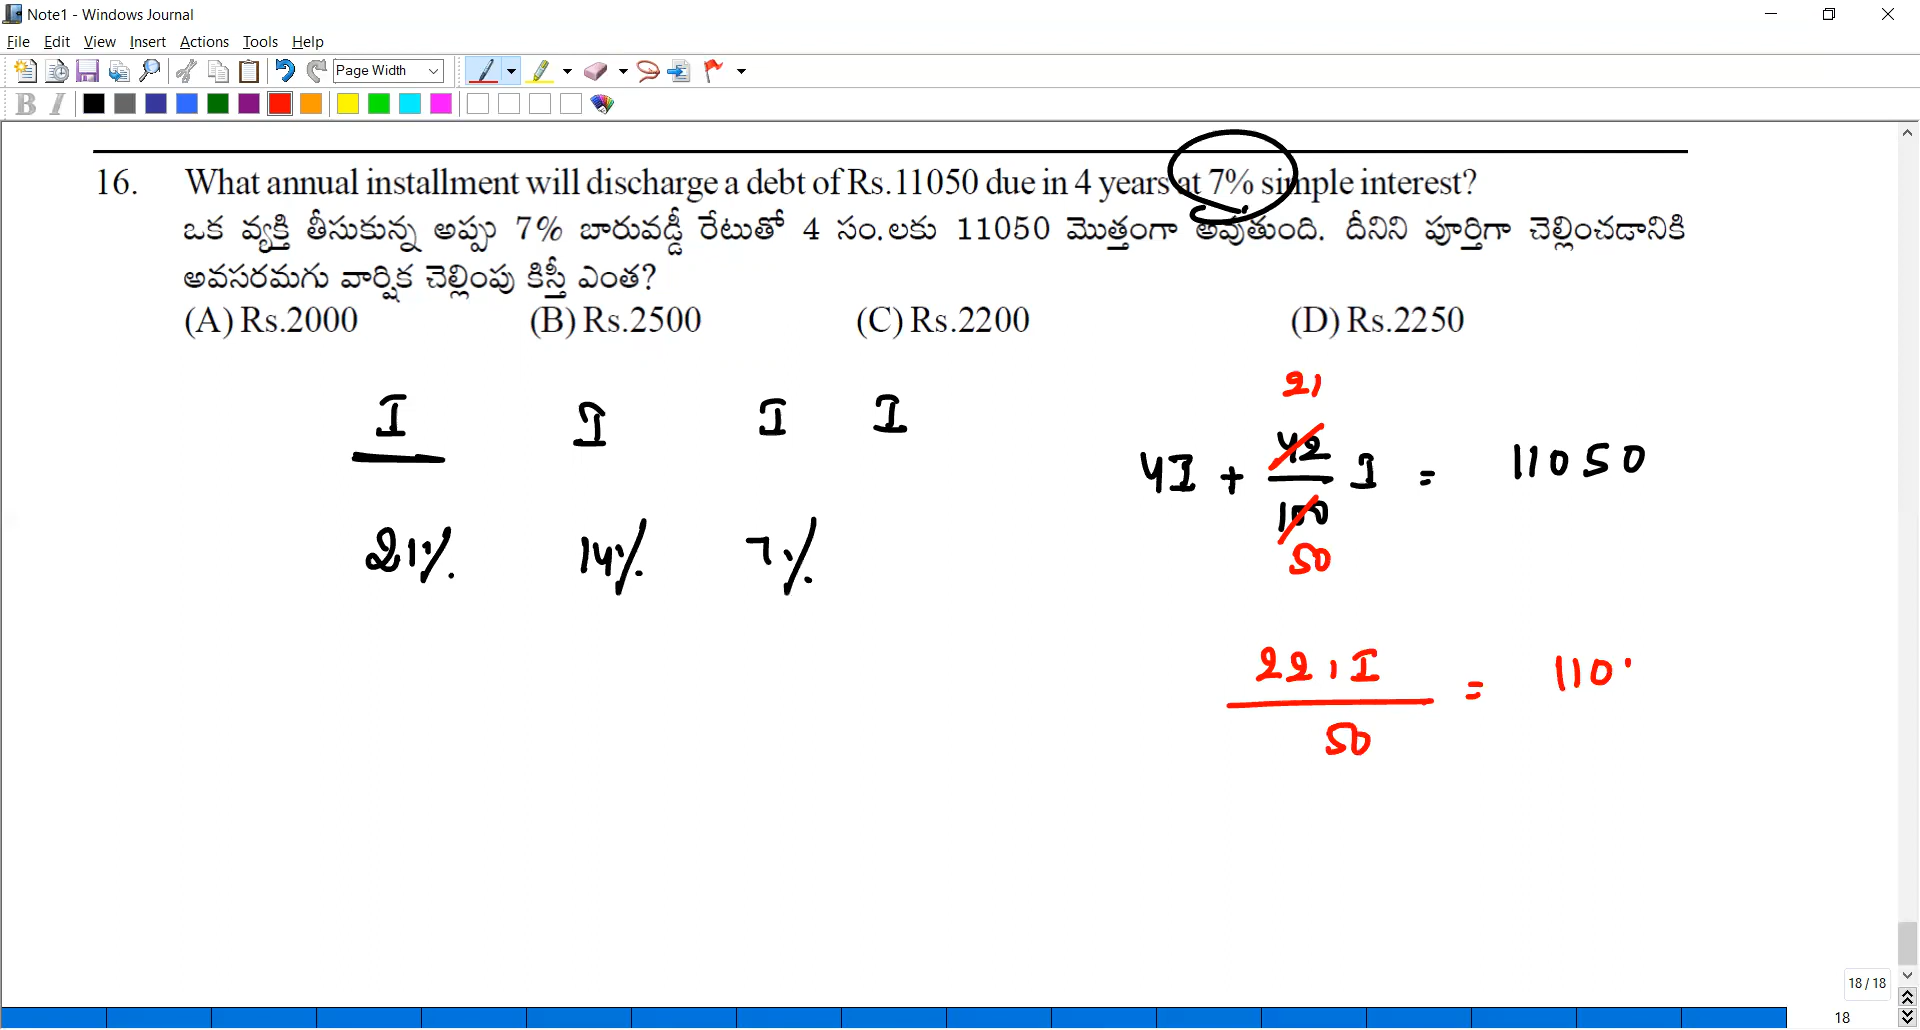 Note1 - Windows Journal
File Edit View Insert Actions Tools Help
Page Width
B I
16. What annual installment will discharge a debt of Rs.11050 due in 4 years at 7% simple interest?
ఒక వ్యక్తి తీసుకున్న అప్పు 7% బారువడ్డీ రేటుతో 4 సం.లకు 11050 మొత్తంగా అవుతుంది. దీనిని పూర్తిగా చెల్లించడానికి
అవసరమగు వార్షిక చెల్లింపు కిస్తీ ఎంత?
(A) Rs.2000 (B) Rs.2500 (C) Rs.2200 (D) Rs.2250
I I I I
21% 14% 7%
21
4I + 42/100 I = 11050
50
221I/50 = 110
18 / 18
18